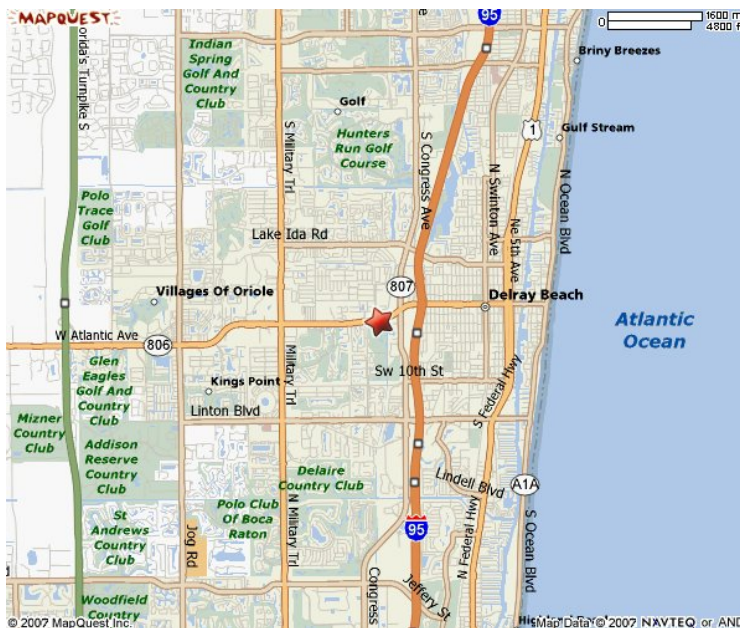 MAPQUEST
95
1600 m
4800 f
orida's Turnpike S
Indian
Spring
Golf And
Country
Club
Briny Breezes
Golf
S Military Trl
Hunters
Run Golf
Course
S Congress Ave
1
Gulf Stream
N Swinton Ave
Ne 5th Ave
N Ocean Blvd
Polo
Trace
Golf
Club
Lake Ida Rd
807
Villages Of Oriole
Delray Beach
Atlantic
Ocean
W Atlantic Ave
806
Glen
Eagles
Golf And
Country
Club
Military Trl
Sw 10th St
Kings Point
Linton Blvd
S Federal Hwy
Mizner
Country
Club
Addison
Reserve
Country
Club
Delaire
Country Club
Lindell Blvd
A1A
St
Andrews
Country
Club
Polo Club
Of Boca
Raton
N Military Trl
N Federal Hwy
S Ocean Blvd
Jog Rd
95
Woodfield
Country
Congress
Jeffery St
© 2007 MapQuest Inc.
Map Data © 2007 NAVTEQ or AND